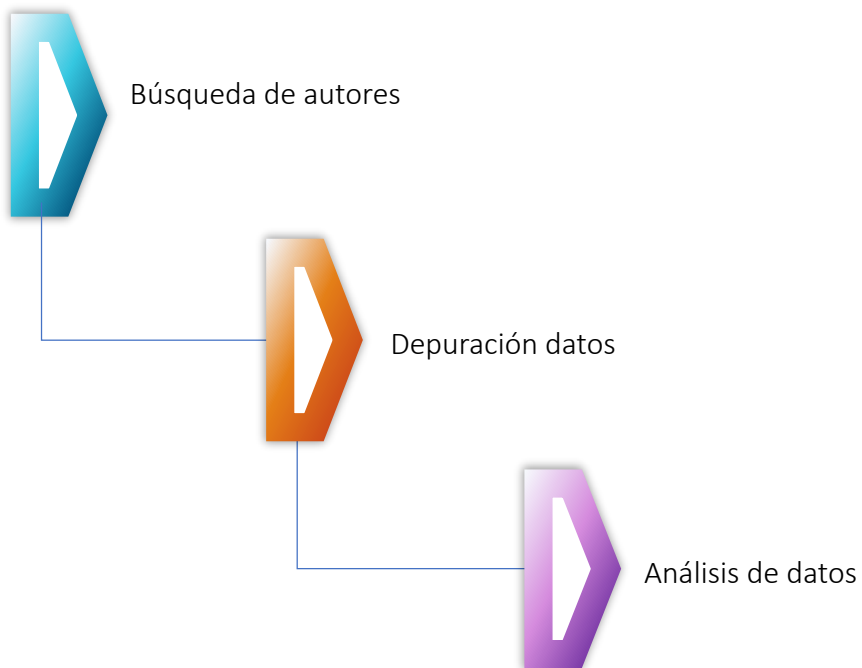 Búsqueda de autores
Depuración datos
Análisis de datos